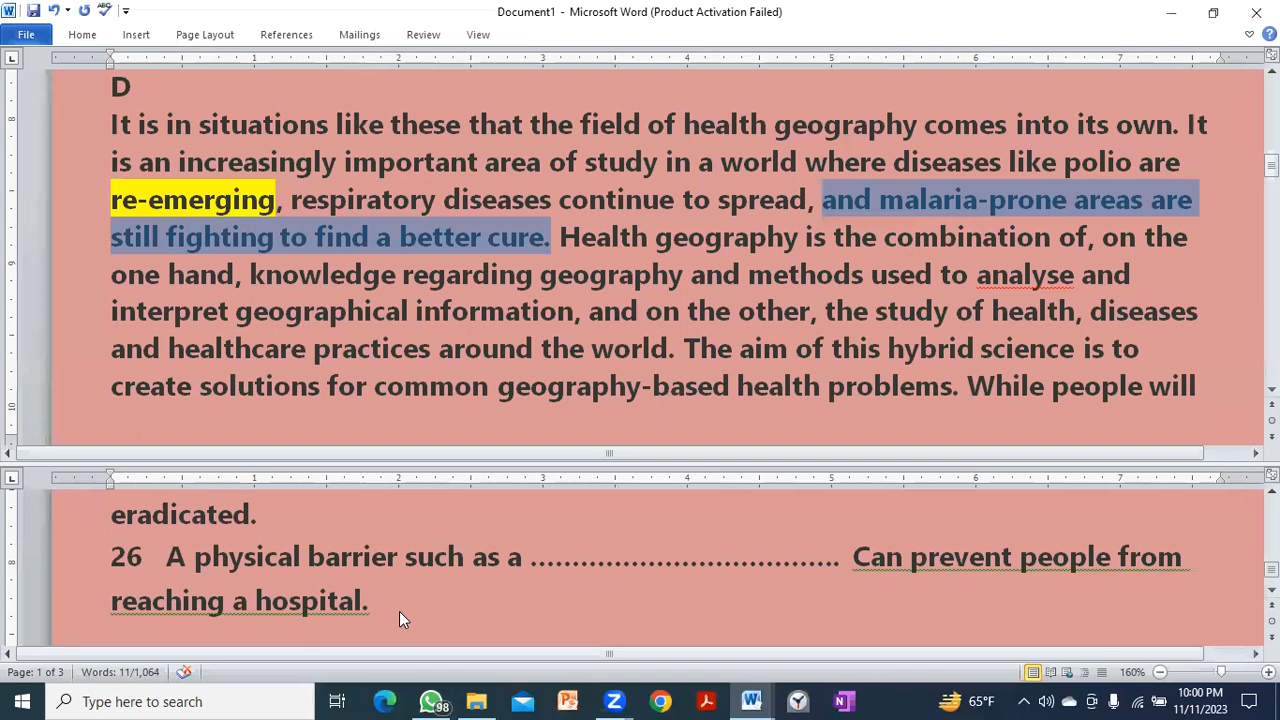 Document1 - Microsoft Word (Product Activation Failed)
File Home Insert Page Layout References Mailings Review View
D
It is in situations like these that the field of health geography comes into its own. It
is an increasingly important area of study in a world where diseases like polio are
re-emerging, respiratory diseases continue to spread, and malaria-prone areas are
still fighting to find a better cure. Health geography is the combination of, on the
one hand, knowledge regarding geography and methods used to analyse and
interpret geographical information, and on the other, the study of health, diseases
and healthcare practices around the world. The aim of this hybrid science is to
create solutions for common geography-based health problems. While people will
eradicated.
26 A physical barrier such as a ………………………………. Can prevent people from
reaching a hospital.
Page: 1 of 3 Words: 11/1,064 160%
Type here to search 98 65°F 10:00 PM
11/11/2023